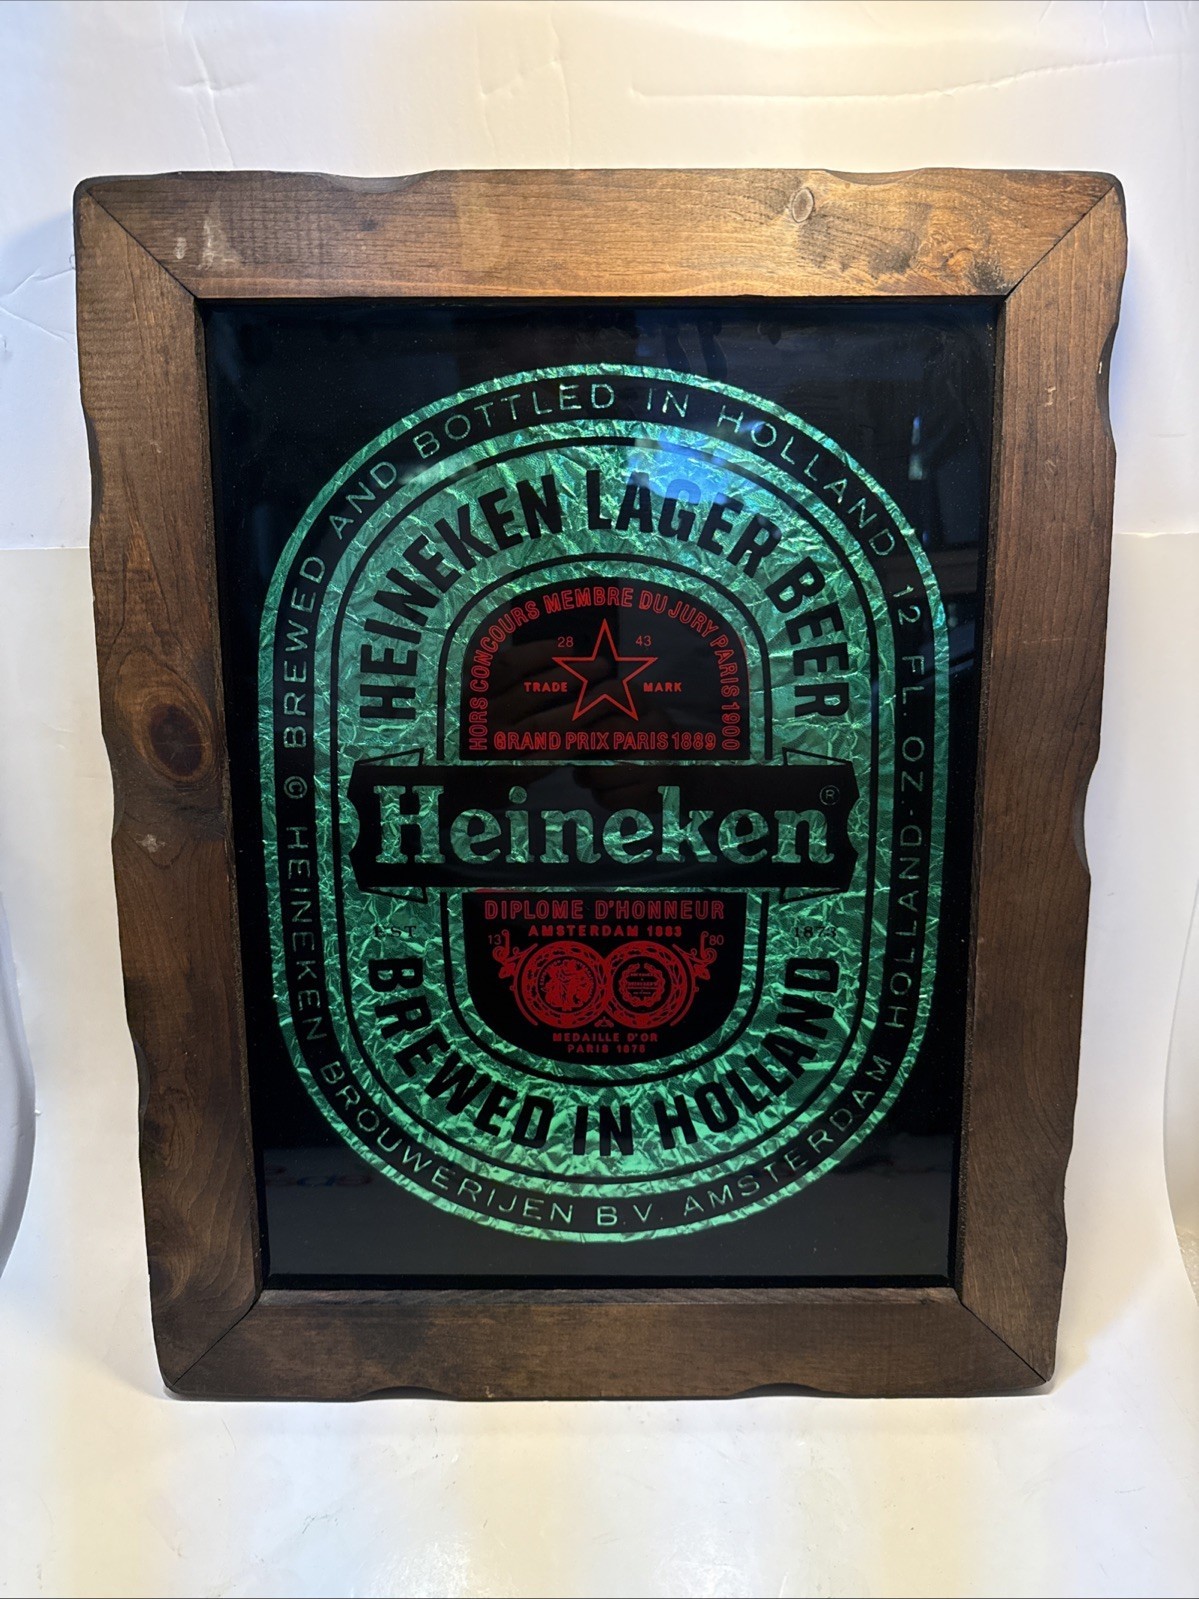 © HEINEKEN BROUWERIJEN B.V. AMSTERDAM HOLLAND
BREWED AND BOTTLED IN HOLLAND 12 FL. OZ.-HOLLAND
HEINEKEN LAGER BEER
HORS CONCOURS MEMBRE DU JURY PARIS 1900
28 43
TRADE MARK
GRAND PRIX PARIS 1889
Heineken®
DIPLOME D'HONNEUR
AMSTERDAM 1883
13 80
EST 1873
MEDAILLE D'OR
PARIS 1875
BREWED IN HOLLAND